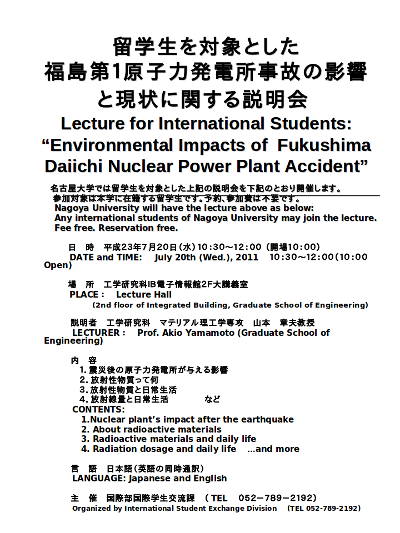 留学生を対象とした
福島第1原子力発電所事故の影響
と現状に関する説明会
Lecture for International Students:
“Environmental Impacts of Fukushima
Daiichi Nuclear Power Plant Accident”
名古屋大学では留学生を対象とした上記の説明会を下記のとおり開催します。
参加対象は本学に在籍する留学生です。予約、参加費は不要です。
Nagoya University will have the lecture above as below:
Any international students of Nagoya University may join the lecture.
Fee free. Reservation free.
日 時 平成23年7月20日(水)10:30~12:00 (開場10:00)
DATE and TIME: July 20th (Wed.), 2011 10:30~12:00(10:00
Open)
場 所 工学研究科IB電子情報館2F大講義室
PLACE: Lecture Hall
(2nd floor of Integrated Building, Graduate School of Engineering)
説明者 工学研究科 マテリアル理工学専攻 山本 章夫教授
LECTURER: Prof. Akio Yamamoto (Graduate School of
Engineering)
内 容
1.震災後の原子力発電所が与える影響
2.放射性物質って何
3.放射性物質と日常生活
4.放射線量と日常生活 など
CONTENTS:
1.Nuclear plant’s impact after the earthquake
2. About radioactive materials
3. Radioactive materials and daily life
4. Radiation dosage and daily life …and more
言 語 日本語(英語の同時通訳)
LANGUAGE: Japanese and English
主 催 国際部国際学生交流課 (TEL 052-789-2192)
Organized by International Student Exchange Division (TEL 052-789-2192)